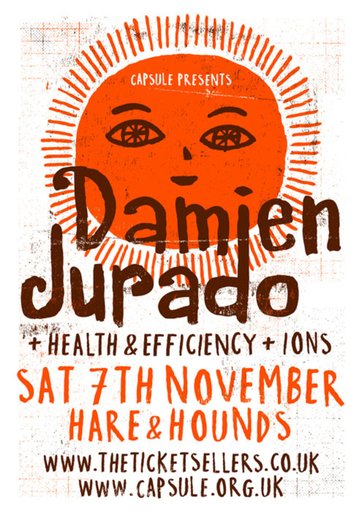 CAPSULE PRESENTS
Damien
Jurado
+ HEALTH & EFFICIENCY + IONS
SAT 7TH NOVEMBER
HARE & HOUNDS
WWW.THETICKETSELLERS.CO.UK
WWW.CAPSULE.ORG.UK